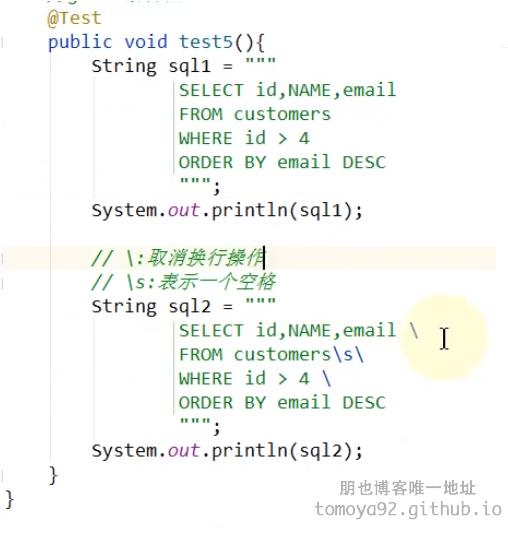 @Test
public void test5(){
String sql1 = """
SELECT id,NAME,email
FROM customers
WHERE id > 4
ORDER BY email DESC
""";
System.out.println(sql1);
// \:取消换行操作
// \s:表示一个空格
String sql2 = """
SELECT id,NAME,email \
FROM customers\s\
WHERE id > 4 \
ORDER BY email DESC
""";
System.out.println(sql2);
}
}
朋也博客唯一地址
tomoya92.github.io